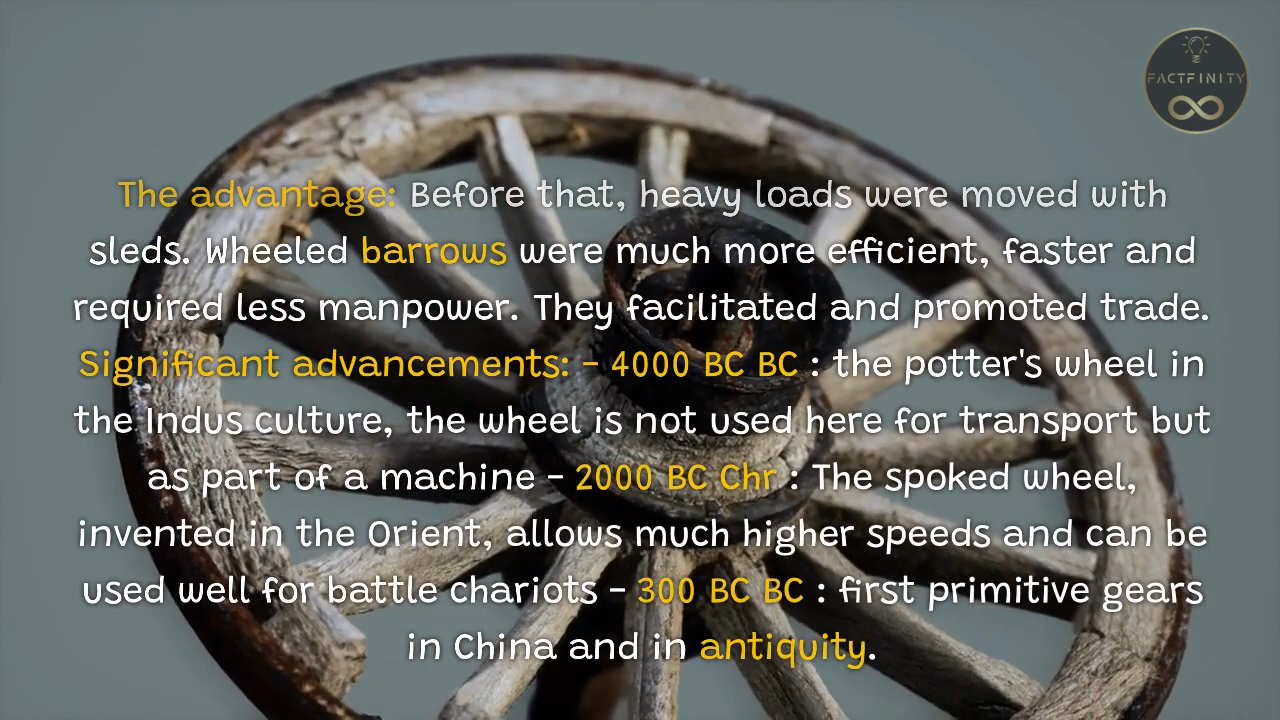 FACTFINITY
The advantage: Before that, heavy loads were moved with
sleds. Wheeled barrows were much more efficient, faster and
required less manpower. They facilitated and promoted trade.
Significant advancements: - 4000 BC BC : the potter's wheel in
the Indus culture, the wheel is not used here for transport but
as part of a machine - 2000 BC Chr : The spoked wheel,
invented in the Orient, allows much higher speeds and can be
used well for battle chariots - 300 BC BC : first primitive gears
in China and in antiquity.